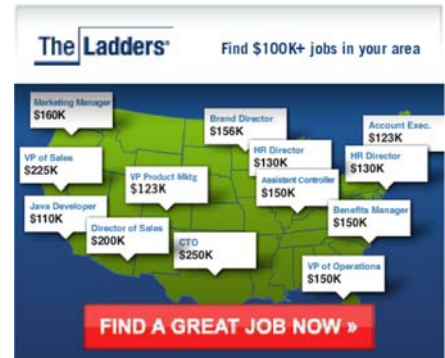 The Ladders®
Find $100K+ jobs in your area
Marketing Manager
$160K
Brand Director
$156K
Account Exec.
$123K
HR Director
$130K
HR Director
$130K
VP of Sales
$225K
VP Product Mktg
$123K
Assistant Controller
$150K
Java Developer
$110K
Benefits Manager
$150K
Director of Sales
$200K
CTO
$250K
VP of Operations
$150K
FIND A GREAT JOB NOW »